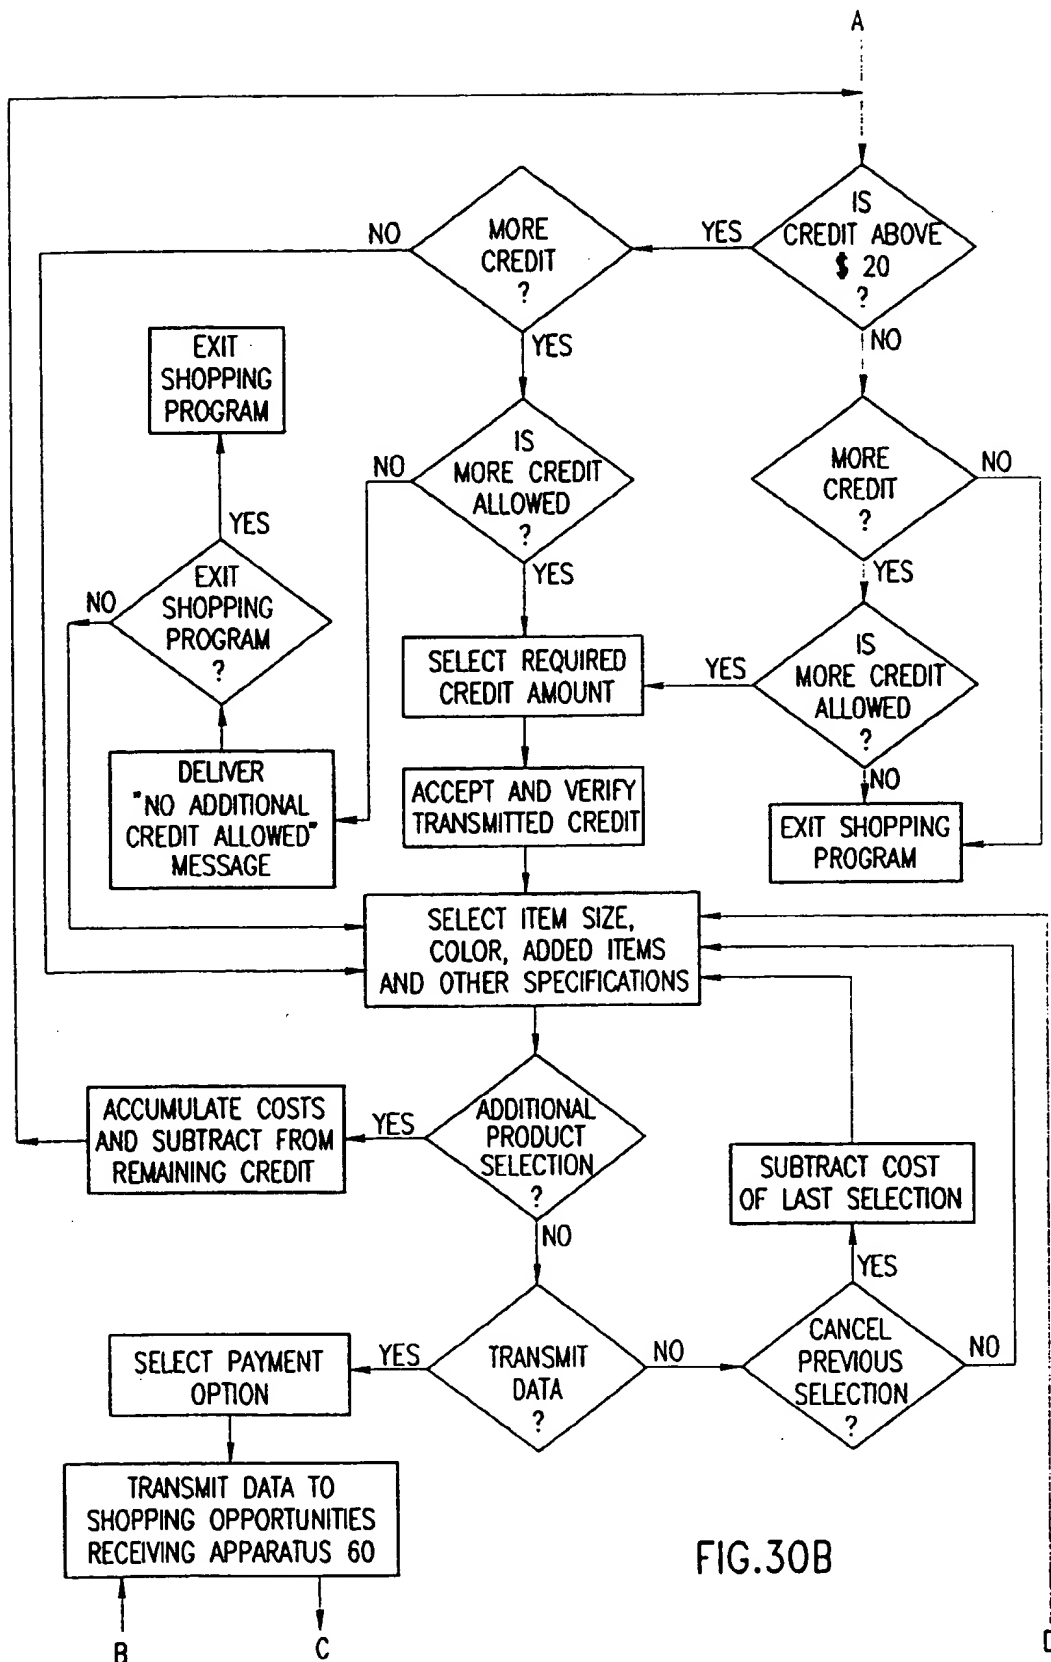 A
IS
CREDIT ABOVE
$ 20
?
YES
NO
MORE
CREDIT
?
NO
YES
EXIT
SHOPPING
PROGRAM
IS
MORE CREDIT
ALLOWED
?
NO
YES
MORE
CREDIT
?
NO
YES
YES
EXIT
SHOPPING
PROGRAM
?
NO
SELECT REQUIRED
CREDIT AMOUNT
YES
IS
MORE CREDIT
ALLOWED
?
NO
DELIVER
"NO ADDITIONAL
CREDIT ALLOWED"
MESSAGE
ACCEPT AND VERIFY
TRANSMITTED CREDIT
EXIT SHOPPING
PROGRAM
SELECT ITEM SIZE,
COLOR, ADDED ITEMS
AND OTHER SPECIFICATIONS
ACCUMULATE COSTS
AND SUBTRACT FROM
REMAINING CREDIT
YES
ADDITIONAL
PRODUCT
SELECTION
?
NO
SUBTRACT COST
OF LAST SELECTION
YES
SELECT PAYMENT
OPTION
YES
TRANSMIT
DATA
?
NO
CANCEL
PREVIOUS
SELECTION
?
NO
TRANSMIT DATA TO
SHOPPING OPPORTUNITIES
RECEIVING APPARATUS 60
FIG.30B
B
C